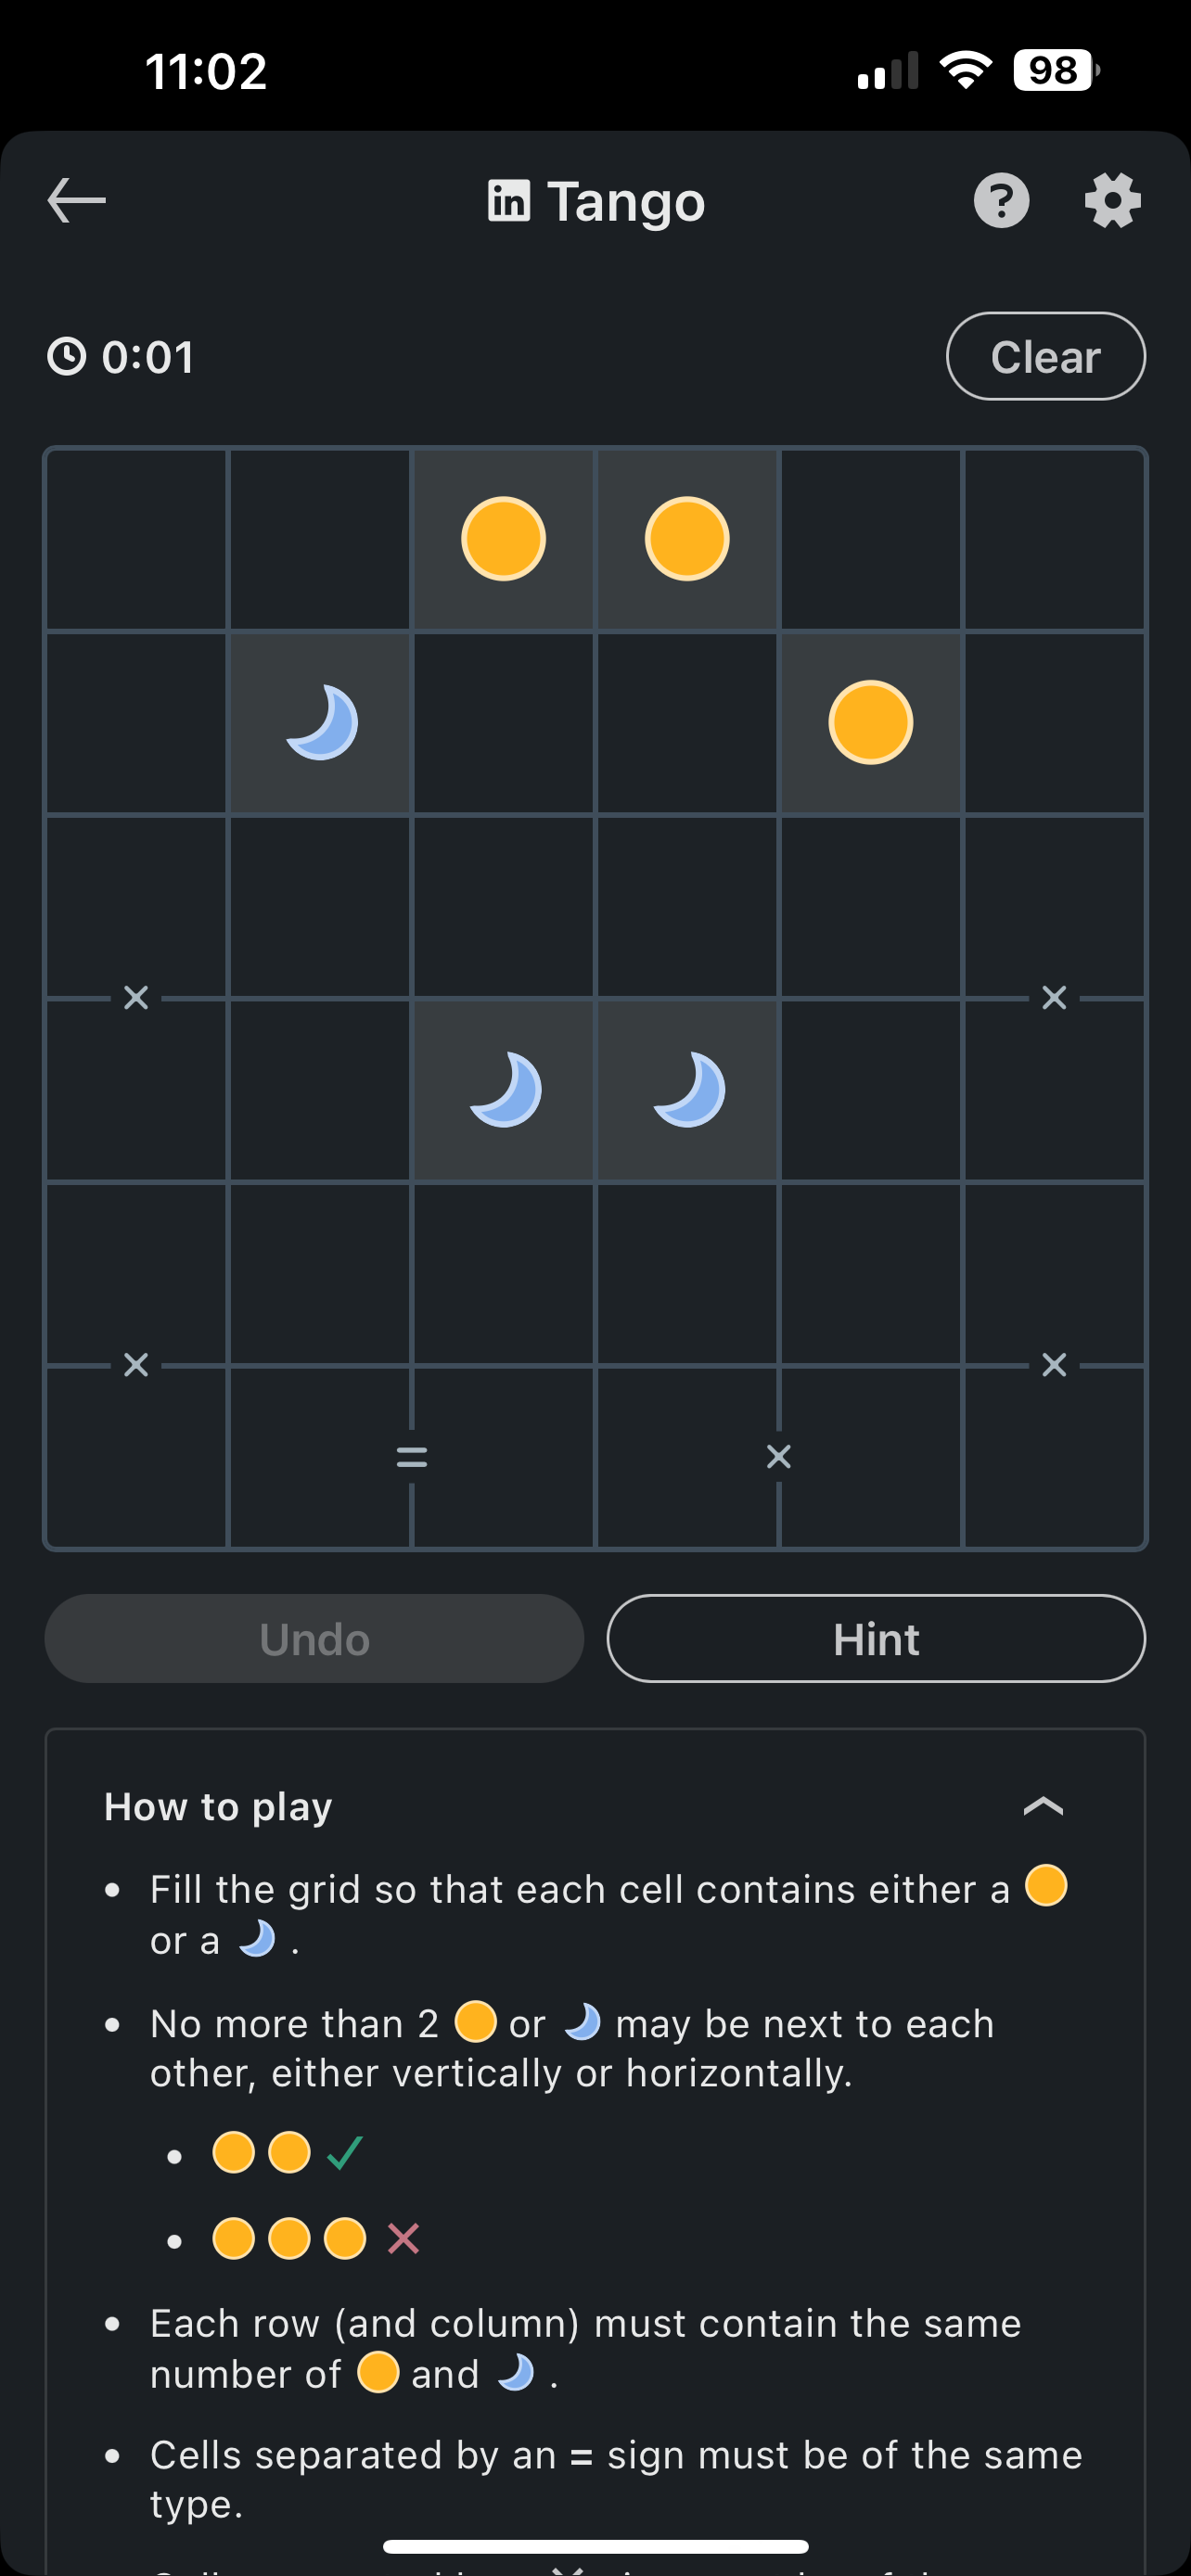 11:02
98
in Tango
?
0:01
Clear
×
×
×
×
=
×
Undo
Hint
How to play
Fill the grid so that each cell contains either a
or a .
No more than 2 or may be next to each
other, either vertically or horizontally.
Each row (and column) must contain the same
number of and .
Cells separated by an = sign must be of the same
type.